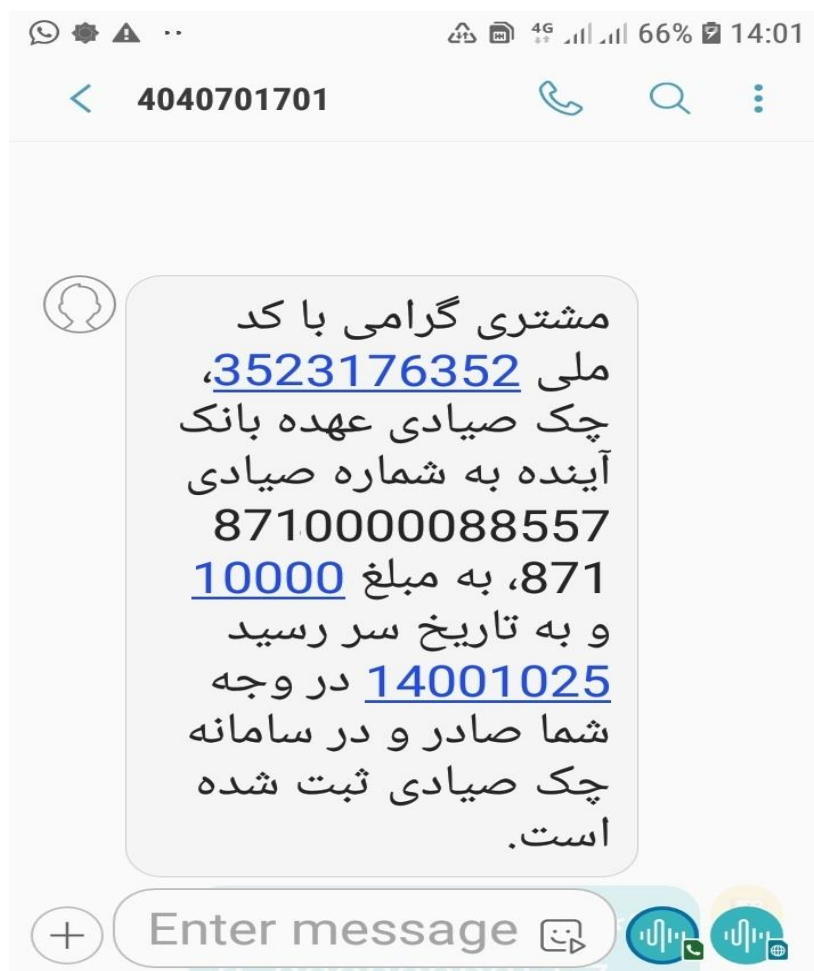 4G 66% 14:01
4040701701
مشتری گرامی با کد
ملی 3523176352،
چک صیادی عهده بانک
آینده به شماره صیادی
8710000088557
871، به مبلغ 10000
و به تاریخ سر رسید
14001025 در وجه
شما صادر و در سامانه
چک صیادی ثبت شده
است.
Enter message